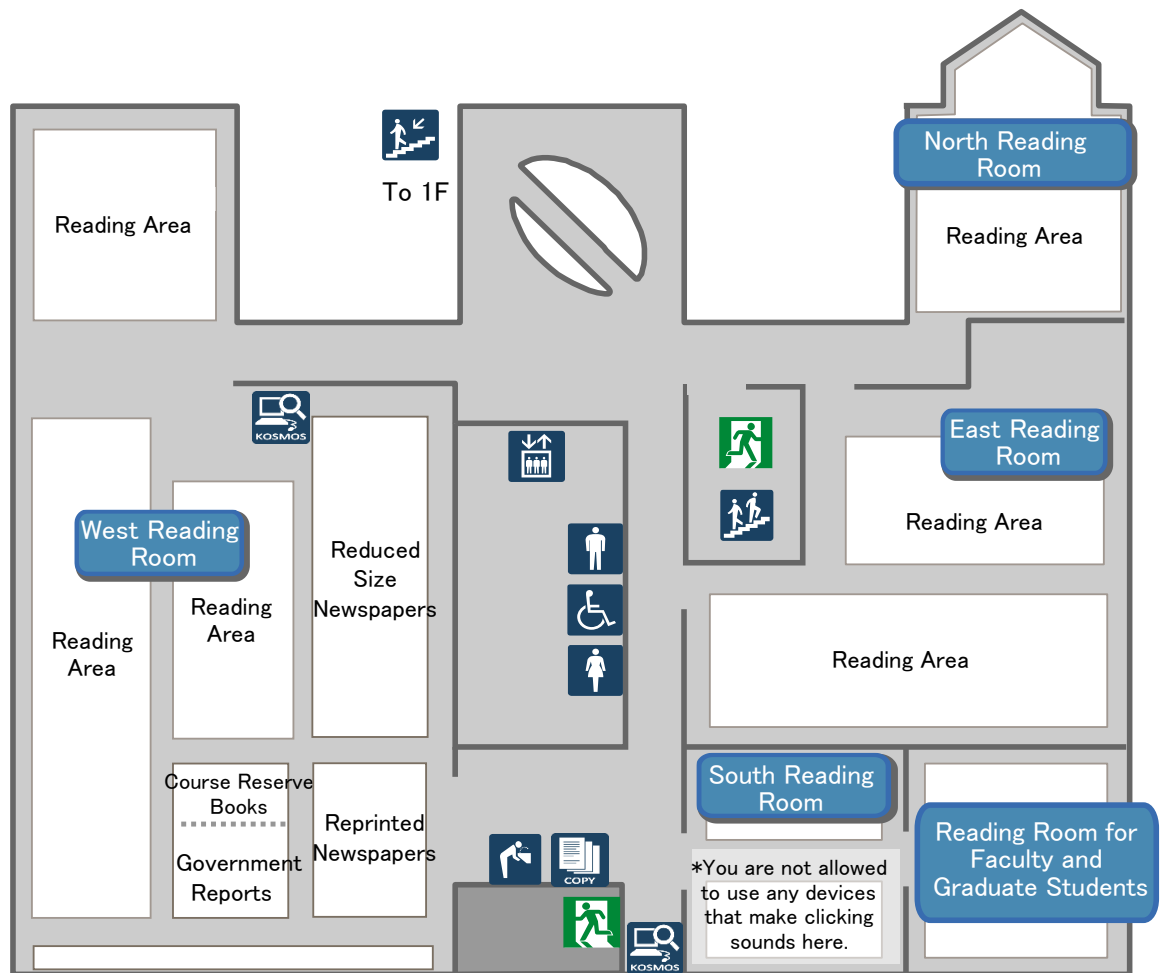 To 1F
North Reading
Room
Reading Area
Reading Area
KOSMOS
East Reading
Room
Reading Area
West Reading
Room
Reduced
Size
Newspapers
Reading
Area
Reading
Area
Reading Area
Course Reserve
Books
Government
Reports
Reprinted
Newspapers
South Reading
Room
*You are not allowed
to use any devices
that make clicking
sounds here.
Reading Room for
Faculty and
Graduate Students
COPY
KOSMOS